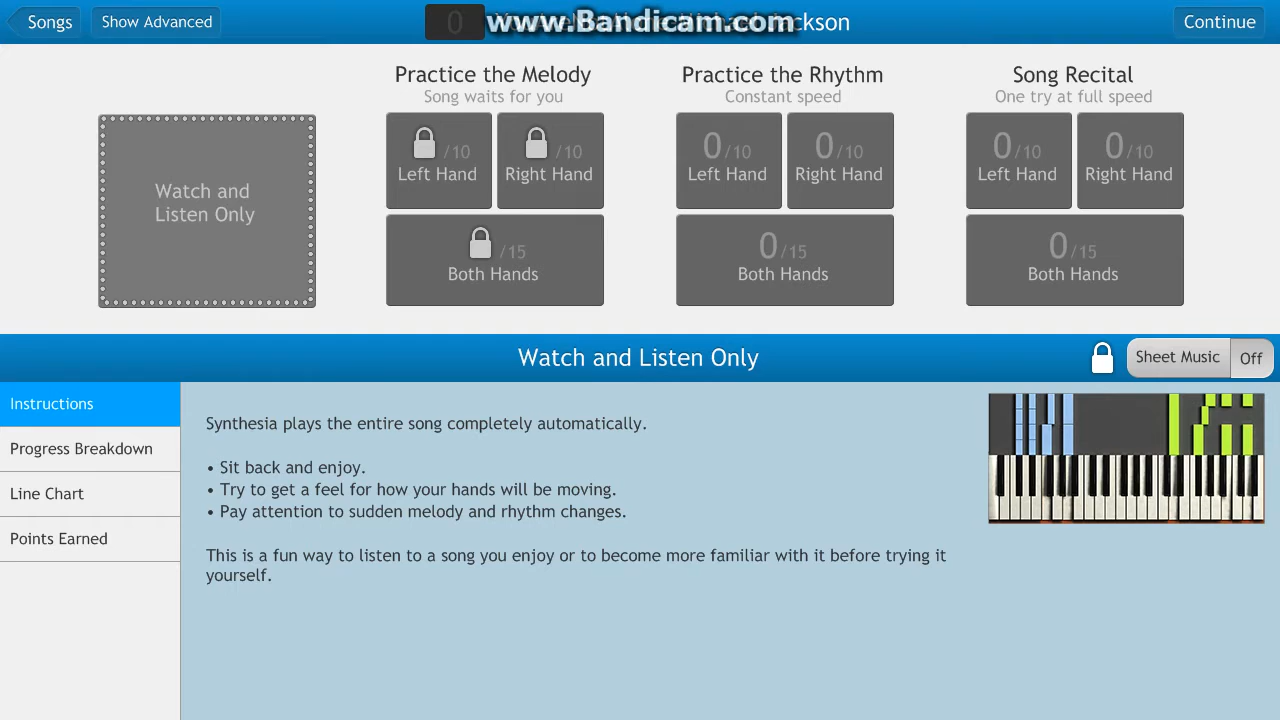 Songs
Show Advanced
0
www.Bandicam.com
Jackson
Continue
Practice the Melody
Song waits for you
Practice the Rhythm
Constant speed
Song Recital
One try at full speed
Watch and
Listen Only
/10
Left Hand
/10
Right Hand
/15
Both Hands
0/10
Left Hand
0/10
Right Hand
0/15
Both Hands
0/10
Left Hand
0/10
Right Hand
0/15
Both Hands
Watch and Listen Only
Sheet Music
Off
Instructions
Progress Breakdown
Line Chart
Points Earned
Synthesia plays the entire song completely automatically.
• Sit back and enjoy.
• Try to get a feel for how your hands will be moving.
• Pay attention to sudden melody and rhythm changes.
This is a fun way to listen to a song you enjoy or to become more familiar with it before trying it
yourself.